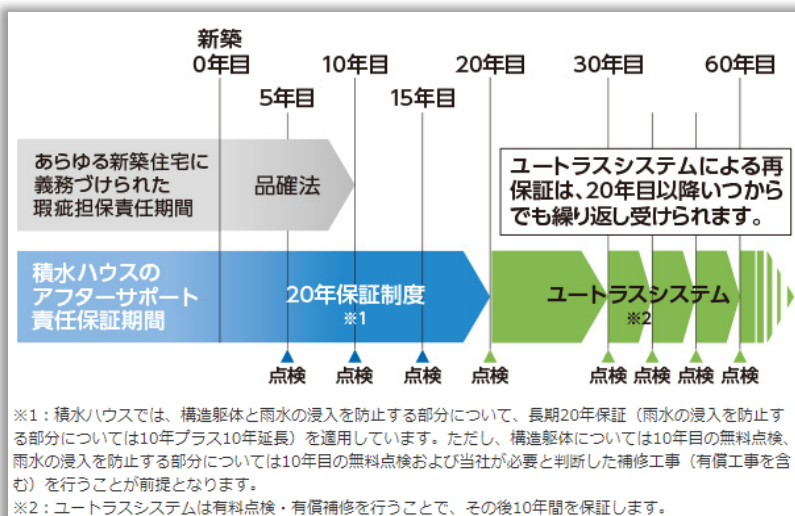 新築
0年目
10年目
20年目
30年目
60年目
5年目
15年目
あらゆる新築住宅に
義務づけられた
瑕疵担保責任期間
品確法
ユートラスシステムによる再
保証は、20年目以降いつから
でも繰り返し受けられます。
積水ハウスの
アフターサポート
責任保証期間
20年保証制度
※1
ユートラスシステム
※2
点検
点検
点検
点検
点検
点検
点検
点検
※1：積水ハウスでは、構造躯体と雨水の浸入を防止する部分について、長期20年保証（雨水の浸入を防止す
る部分については10年プラス10年延長）を適用しています。ただし、構造躯体については10年目の無料点検、
雨水の浸入を防止する部分については10年目の無料点検および当社が必要と判断した補修工事（有償工事を含
む）を行うことが前提となります。
※2：ユートラスシステムは有料点検・有償補修を行うことで、その後10年間を保証します。